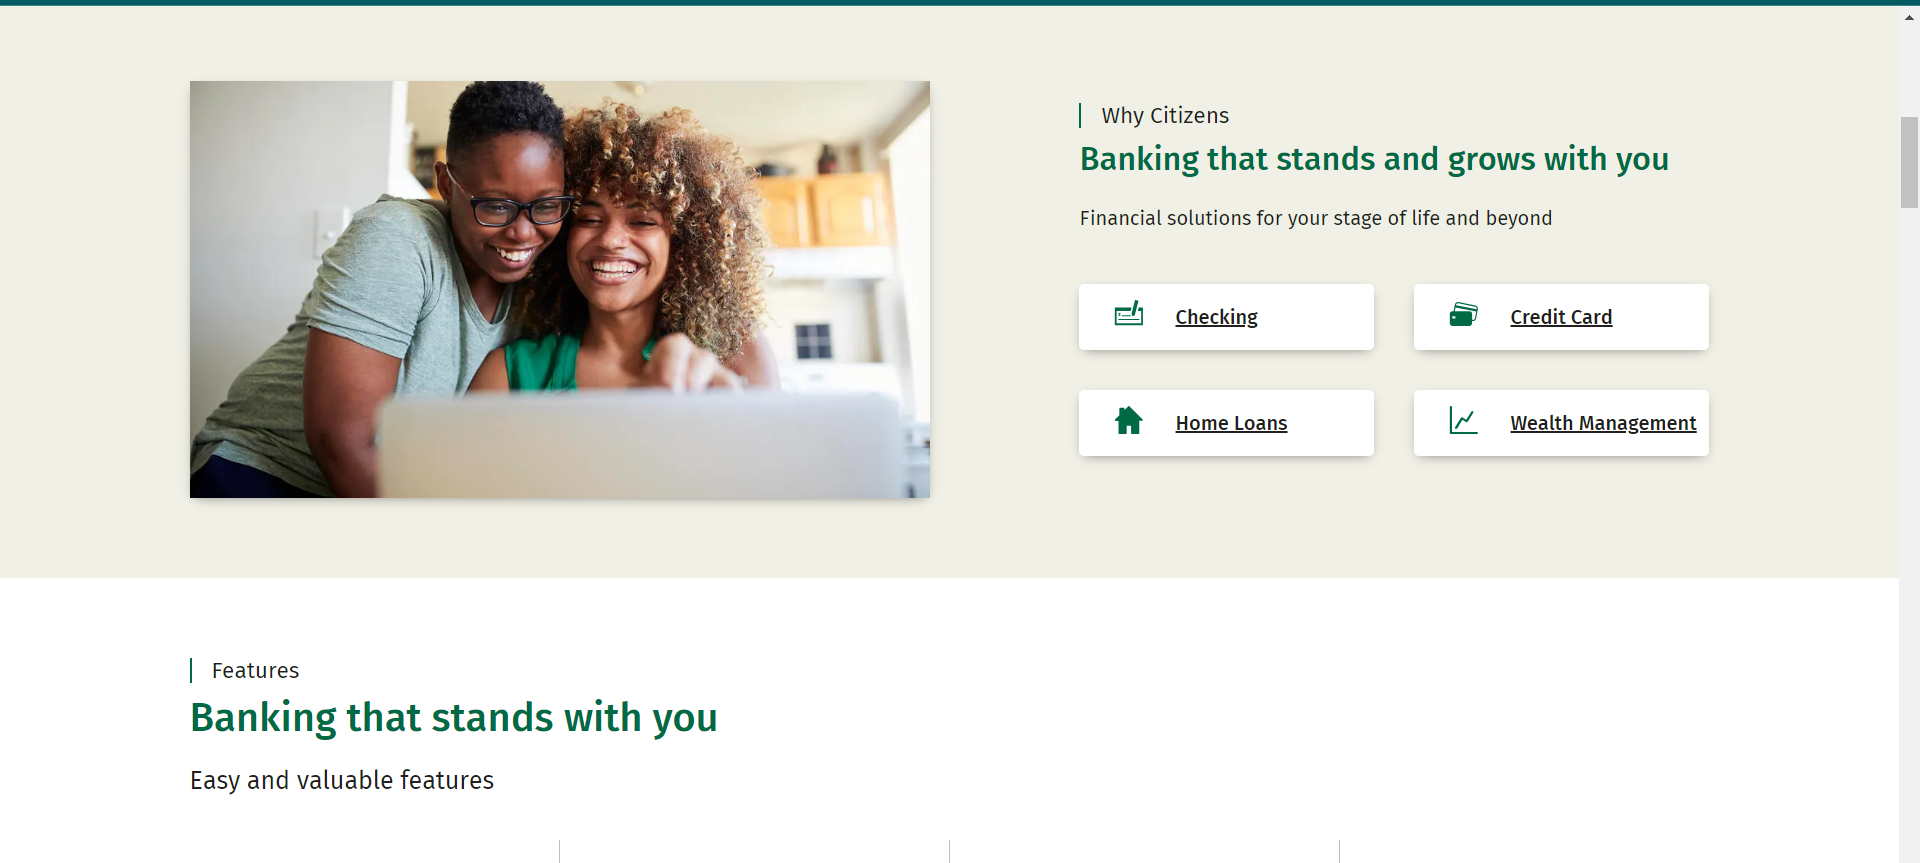 Why Citizens
Banking that stands and grows with you
Financial solutions for your stage of life and beyond
Checking
Credit Card
Home Loans
Wealth Management
Features
Banking that stands with you
Easy and valuable features